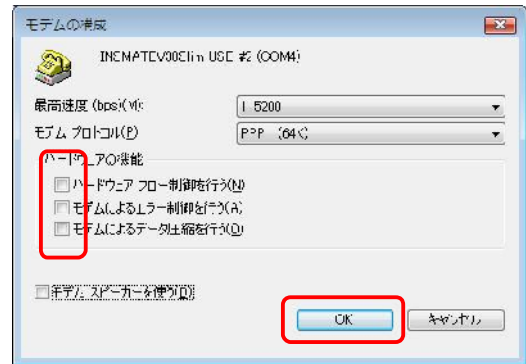 モデムの構成
INSMATEV30Slim USB #2 (COM4)
最高速度 (bps)(M):
115200
モデム プロトコル(P)
PPP (64K)
ハードウェアの機能
ハードウェア フロー制御を行う(N)
モデムによるエラー制御を行う(A)
モデムによるデータ圧縮を行う(O)
モデム スピーカーを使う(D)
OK
キャンセル